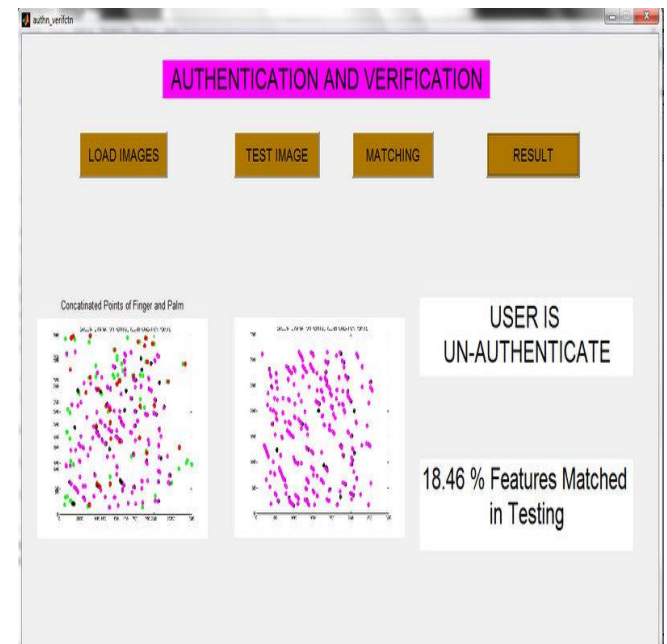 authn_verifctn
AUTHENTICATION AND VERIFICATION
LOAD IMAGES
TEST IMAGE
MATCHING
RESULT
Concatinated Points of Finger and Palm
USER IS
UN-AUTHENTICATE
18.46 % Features Matched
in Testing